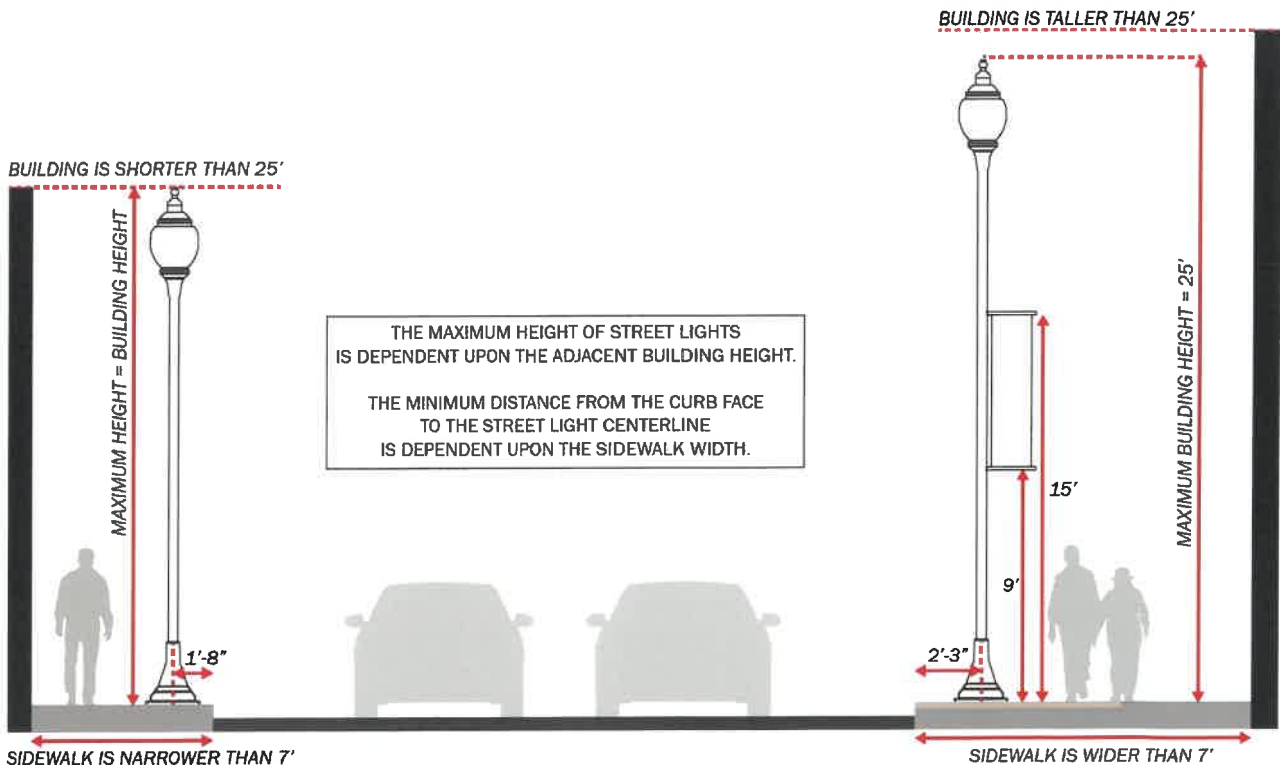 BUILDING IS TALLER THAN 25'
BUILDING IS SHORTER THAN 25'
MAXIMUM HEIGHT = BUILDING HEIGHT
THE MAXIMUM HEIGHT OF STREET LIGHTS
IS DEPENDENT UPON THE ADJACENT BUILDING HEIGHT.
THE MINIMUM DISTANCE FROM THE CURB FACE
TO THE STREET LIGHT CENTERLINE
IS DEPENDENT UPON THE SIDEWALK WIDTH.
MAXIMUM BUILDING HEIGHT = 25'
15'
9'
1'-8"
2'-3"
SIDEWALK IS NARROWER THAN 7'
SIDEWALK IS WIDER THAN 7'